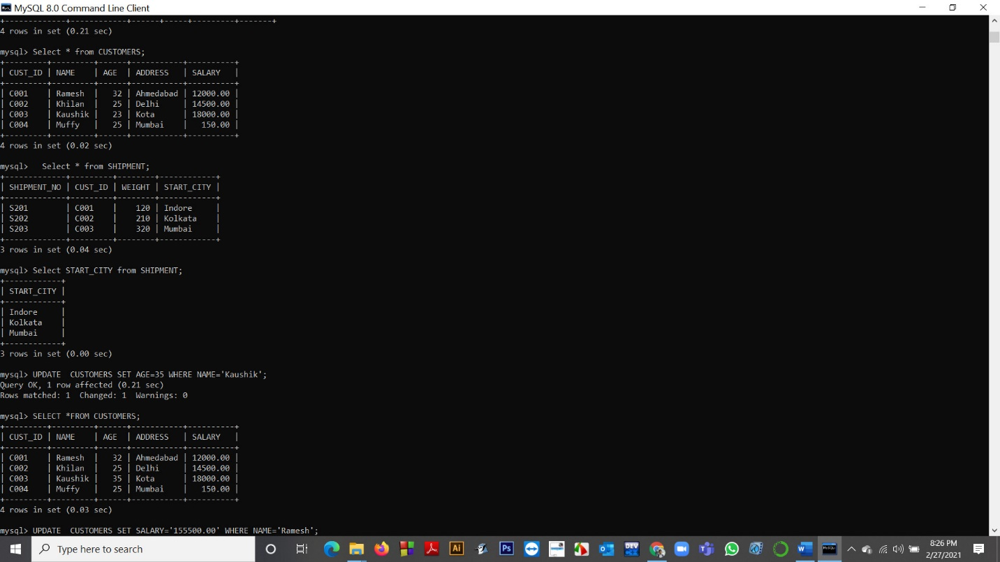 MySQL 8.0 Command Line Client
+-------------+------------+------+-----+---------+-------+
4 rows in set (0.21 sec)
mysql> Select * from CUSTOMERS;
+---------+---------+------+-----------+----------+
| CUST_ID | NAME    | AGE  | ADDRESS   | SALARY   |
+---------+---------+------+-----------+----------+
| C001    | Ramesh  |   32 | Ahmedabad | 12000.00 |
| C002    | Khilan  |   25 | Delhi     | 14500.00 |
| C003    | Kaushik |   23 | Kota      | 18000.00 |
| C004    | Muffy   |   25 | Mumbai    |   150.00 |
+---------+---------+------+-----------+----------+
4 rows in set (0.02 sec)
mysql>   Select * from SHIPMENT;
+-------------+---------+--------+------------+
| SHIPMENT_NO | CUST_ID | WEIGHT | START_CITY |
+-------------+---------+--------+------------+
| S201        | C001    |    120 | Indore     |
| S202        | C002    |    210 | Kolkata    |
| S203        | C003    |    320 | Mumbai     |
+-------------+---------+--------+------------+
3 rows in set (0.04 sec)
mysql> Select START_CITY from SHIPMENT;
+------------+
| START_CITY |
+------------+
| Indore     |
| Kolkata    |
| Mumbai     |
+------------+
3 rows in set (0.00 sec)
mysql> UPDATE  CUSTOMERS SET AGE=35 WHERE NAME='Kaushik';
Query OK, 1 row affected (0.21 sec)
Rows matched: 1  Changed: 1  Warnings: 0
mysql> SELECT *FROM CUSTOMERS;
+---------+---------+------+-----------+----------+
| CUST_ID | NAME    | AGE  | ADDRESS   | SALARY   |
+---------+---------+------+-----------+----------+
| C001    | Ramesh  |   32 | Ahmedabad | 12000.00 |
| C002    | Khilan  |   25 | Delhi     | 14500.00 |
| C003    | Kaushik |   35 | Kota      | 18000.00 |
| C004    | Muffy   |   25 | Mumbai    |   150.00 |
+---------+---------+------+-----------+----------+
4 rows in set (0.03 sec)
mysql> UPDATE  CUSTOMERS SET SALARY='155500.00' WHERE NAME='Ramesh';
Type here to search
Ai
Ps
DEV
W
8:26 PM
2/27/2021